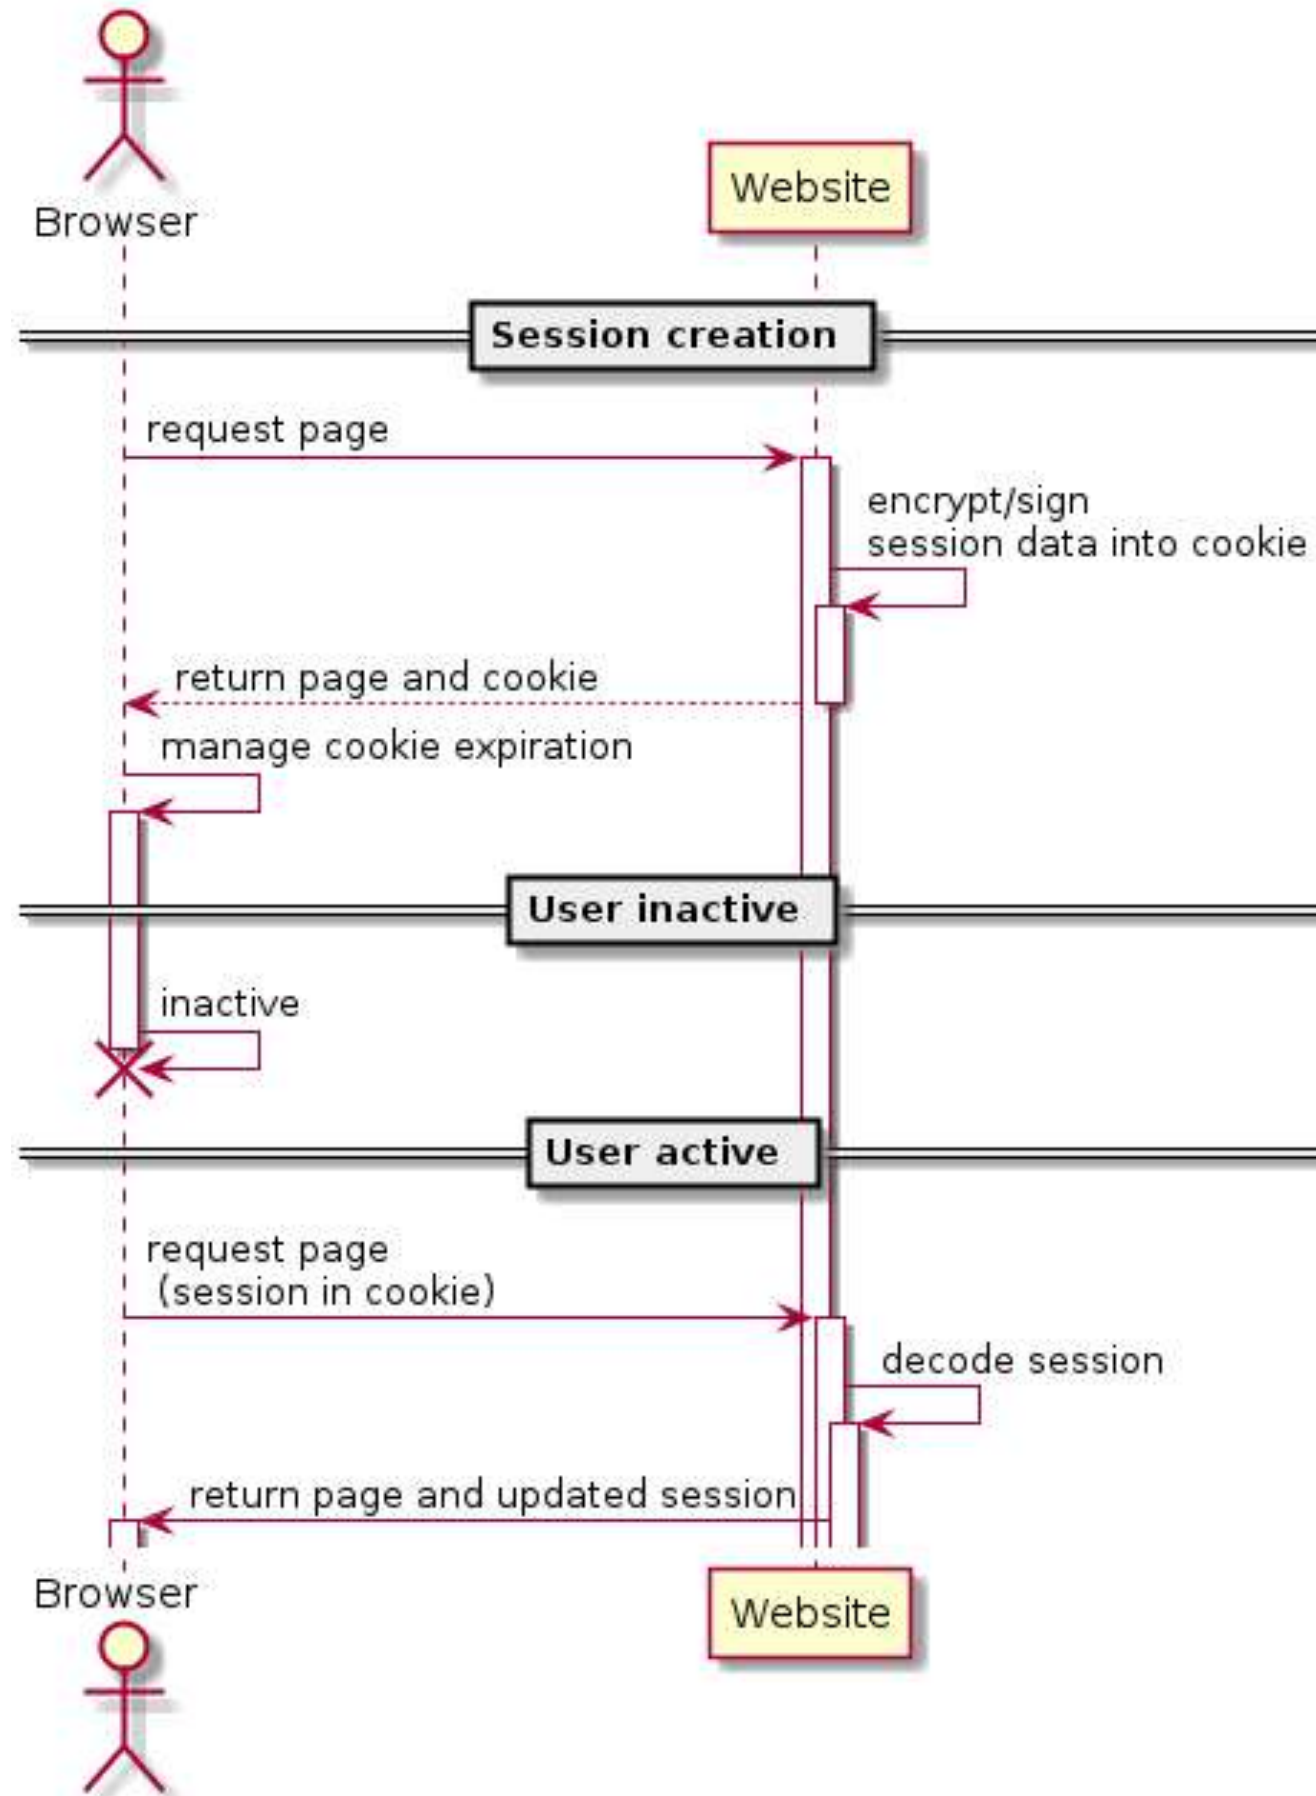 Browser
Website
Session creation
request page
encrypt/sign
session data into cookie
return page and cookie
manage cookie expiration
User inactive
inactive
User active
request page
(session in cookie)
decode session
return page and updated session
Browser
Website